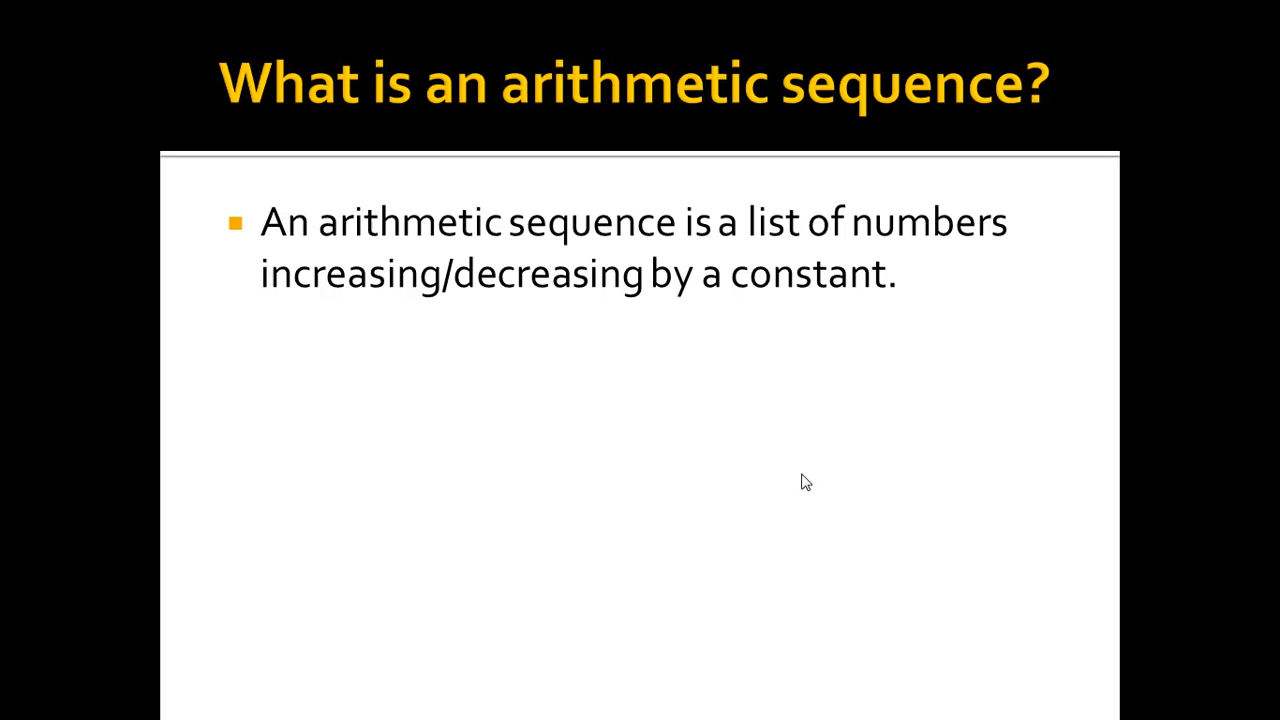 What is an arithmetic sequence?
An arithmetic sequence is a list of numbers
increasing/decreasing by a constant.